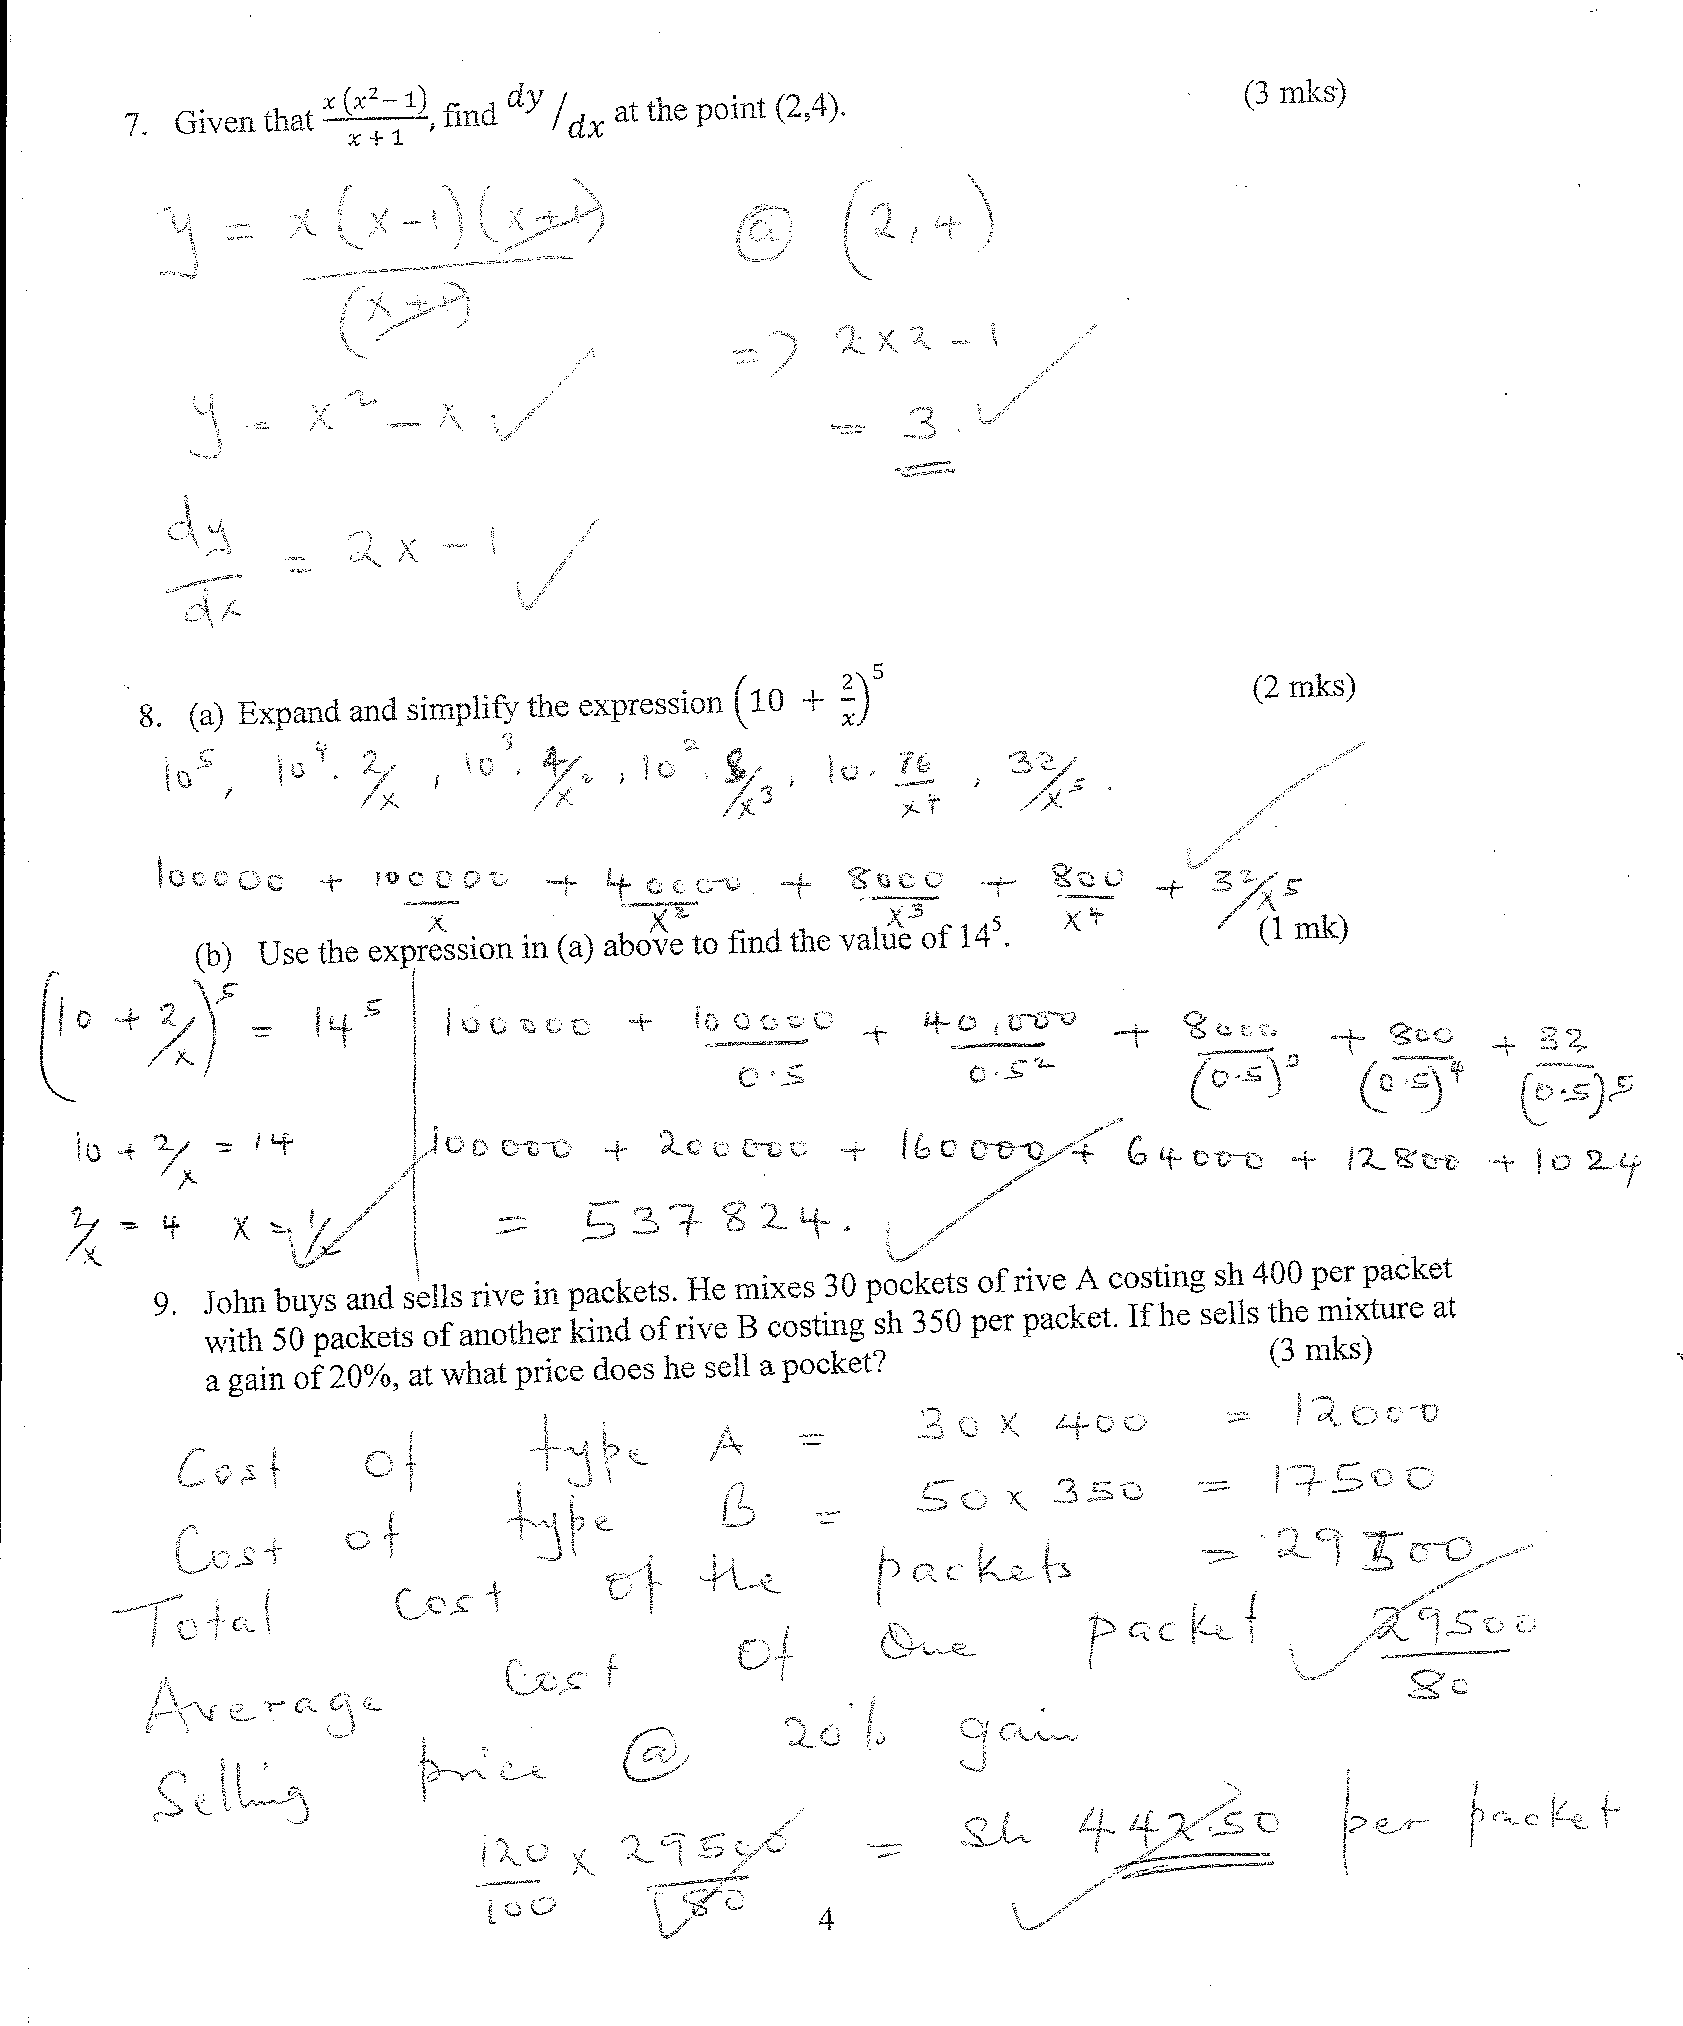 7. Given that x(x² − 1)/x + 1, find dy/dx at the point (2,4). (3 mks)
y = x(x-1)(x+1)/(x+1) @ (2,4)
=> 2x2 - 1
y = x² - x = 3.
dy/dx = 2x - 1
8. (a) Expand and simplify the expression (10 + 2/x)⁵ (2 mks)
10⁵, 10⁴. 2/x, 10³. 4/x², 10². 8/x³, 10. 16/x⁴, 32/x⁵.
100000 + 100000/x + 40000/x² + 8000/x³ + 800/x⁴ + 32/x⁵
(b) Use the expression in (a) above to find the value of 14⁵. (1 mk)
(10 + 2/x)⁵ = 14⁵
10 + 2/x = 14
2/x = 4 x = ½
100000 + 100000/0.5 + 40,000/0.5² + 8000/(0.5)³ + 800/(0.5)⁴ + 32/(0.5)⁵
100000 + 200000 + 160000 + 64000 + 12800 + 1024
= 537824.
9. John buys and sells rive in packets. He mixes 30 pockets of rive A costing sh 400 per packet
with 50 packets of another kind of rive B costing sh 350 per packet. If he sells the mixture at
a gain of 20%, at what price does he sell a pocket? (3 mks)
Cost of type A = 30 x 400 = 12000
Cost of type B = 50 x 350 = 17500
Total cost of the packets = 29500
Average cost of one packet 29500/80
Selling price @ 20% gain
120/100 x 29500/80 = Sh 442.50 per packet
4